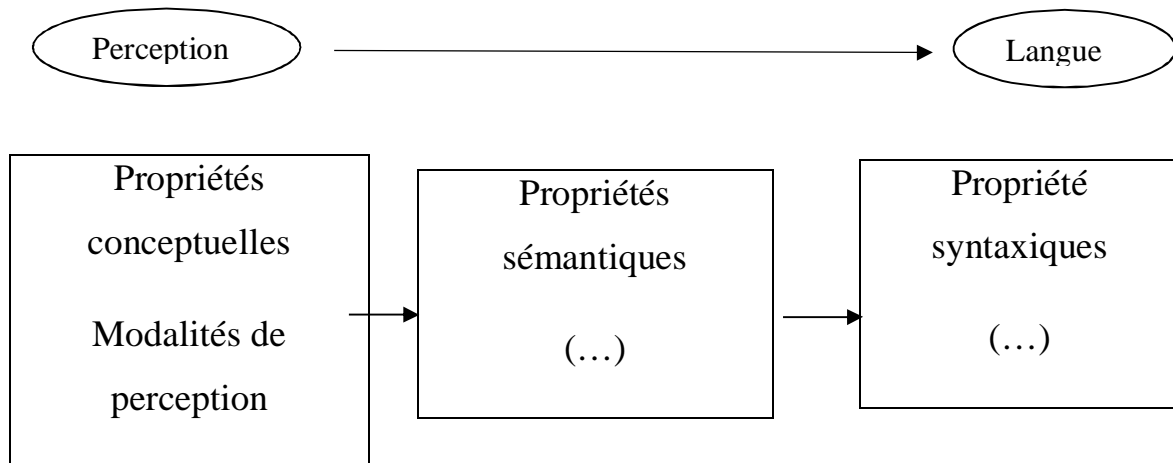 Perception
Langue
Propriétés
conceptuelles
Modalités de
perception
Propriétés
sémantiques
(…)
Propriété
syntaxiques
(…)